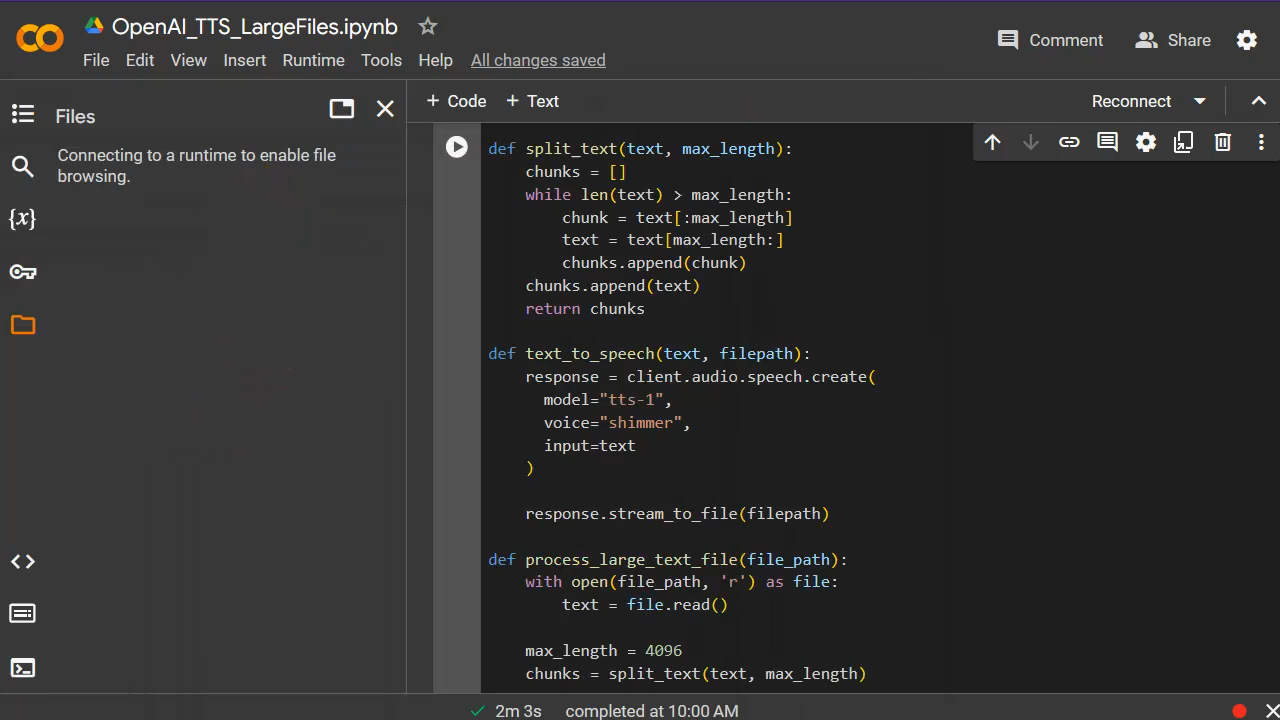 OpenAI_TTS_LargeFiles.ipynb
Comment
Share
File Edit View Insert Runtime Tools Help All changes saved
Files
+ Code + Text
Reconnect
Connecting to a runtime to enable file
browsing.
{x}
def split_text(text, max_length):
    chunks = []
    while len(text) > max_length:
        chunk = text[:max_length]
        text = text[max_length:]
        chunks.append(chunk)
    chunks.append(text)
    return chunks
def text_to_speech(text, filepath):
    response = client.audio.speech.create(
      model="tts-1",
      voice="shimmer",
      input=text
    )
    response.stream_to_file(filepath)
def process_large_text_file(file_path):
    with open(file_path, 'r') as file:
        text = file.read()
    max_length = 4096
    chunks = split_text(text, max_length)
2m 3s completed at 10:00 AM